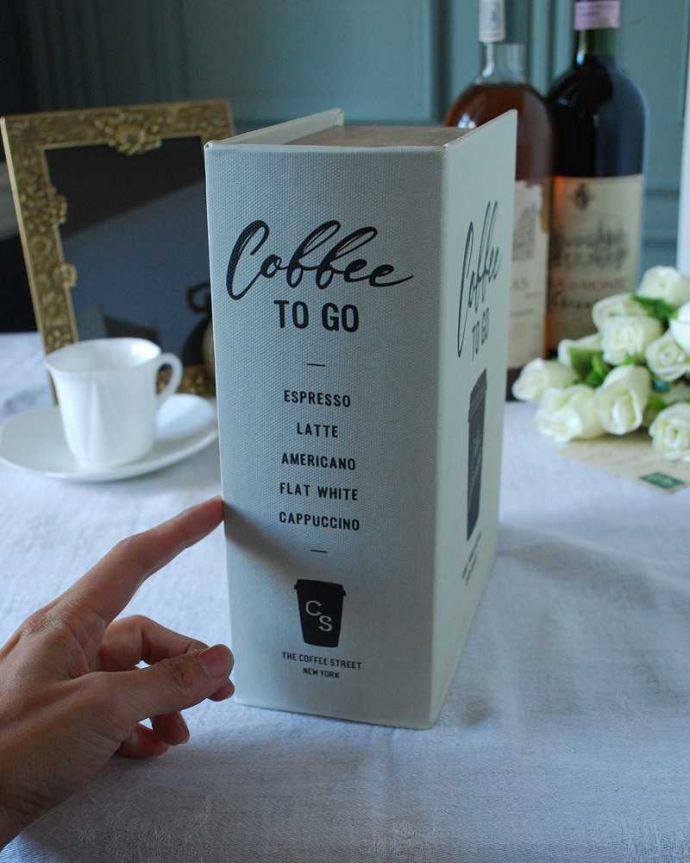 Coffee
TO GO
ESPRESSO
LATTE
AMERICANO
FLAT WHITE
CAPPUCCINO
CS
THE COFFEE STREET
NEW YORK
Coffee
TO GO